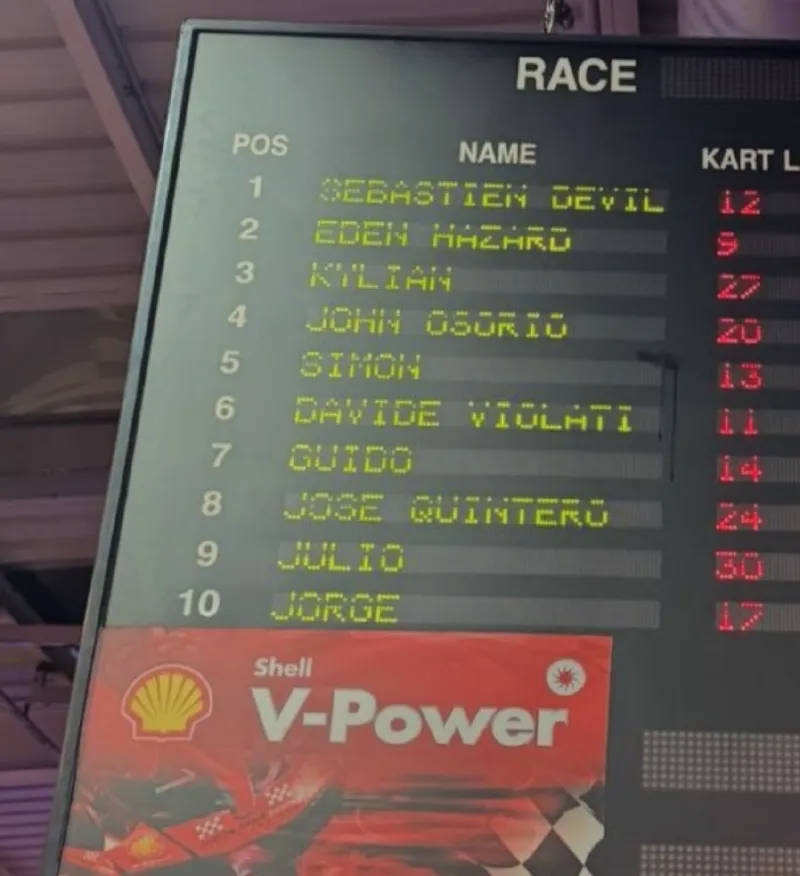 RACE
POS NAME KART L
1 SEBASTIEN DEVIL 12
2 EDEN HAZARD 9
3 KYLIAN 27
4 JOHN OSORIO 20
5 SIMON 13
6 DAVIDE VIOLATI 11
7 GUIDO 14
8 JOSE QUINTERO 24
9 JULIO 30
10 JORGE 17
Shell
V-Power